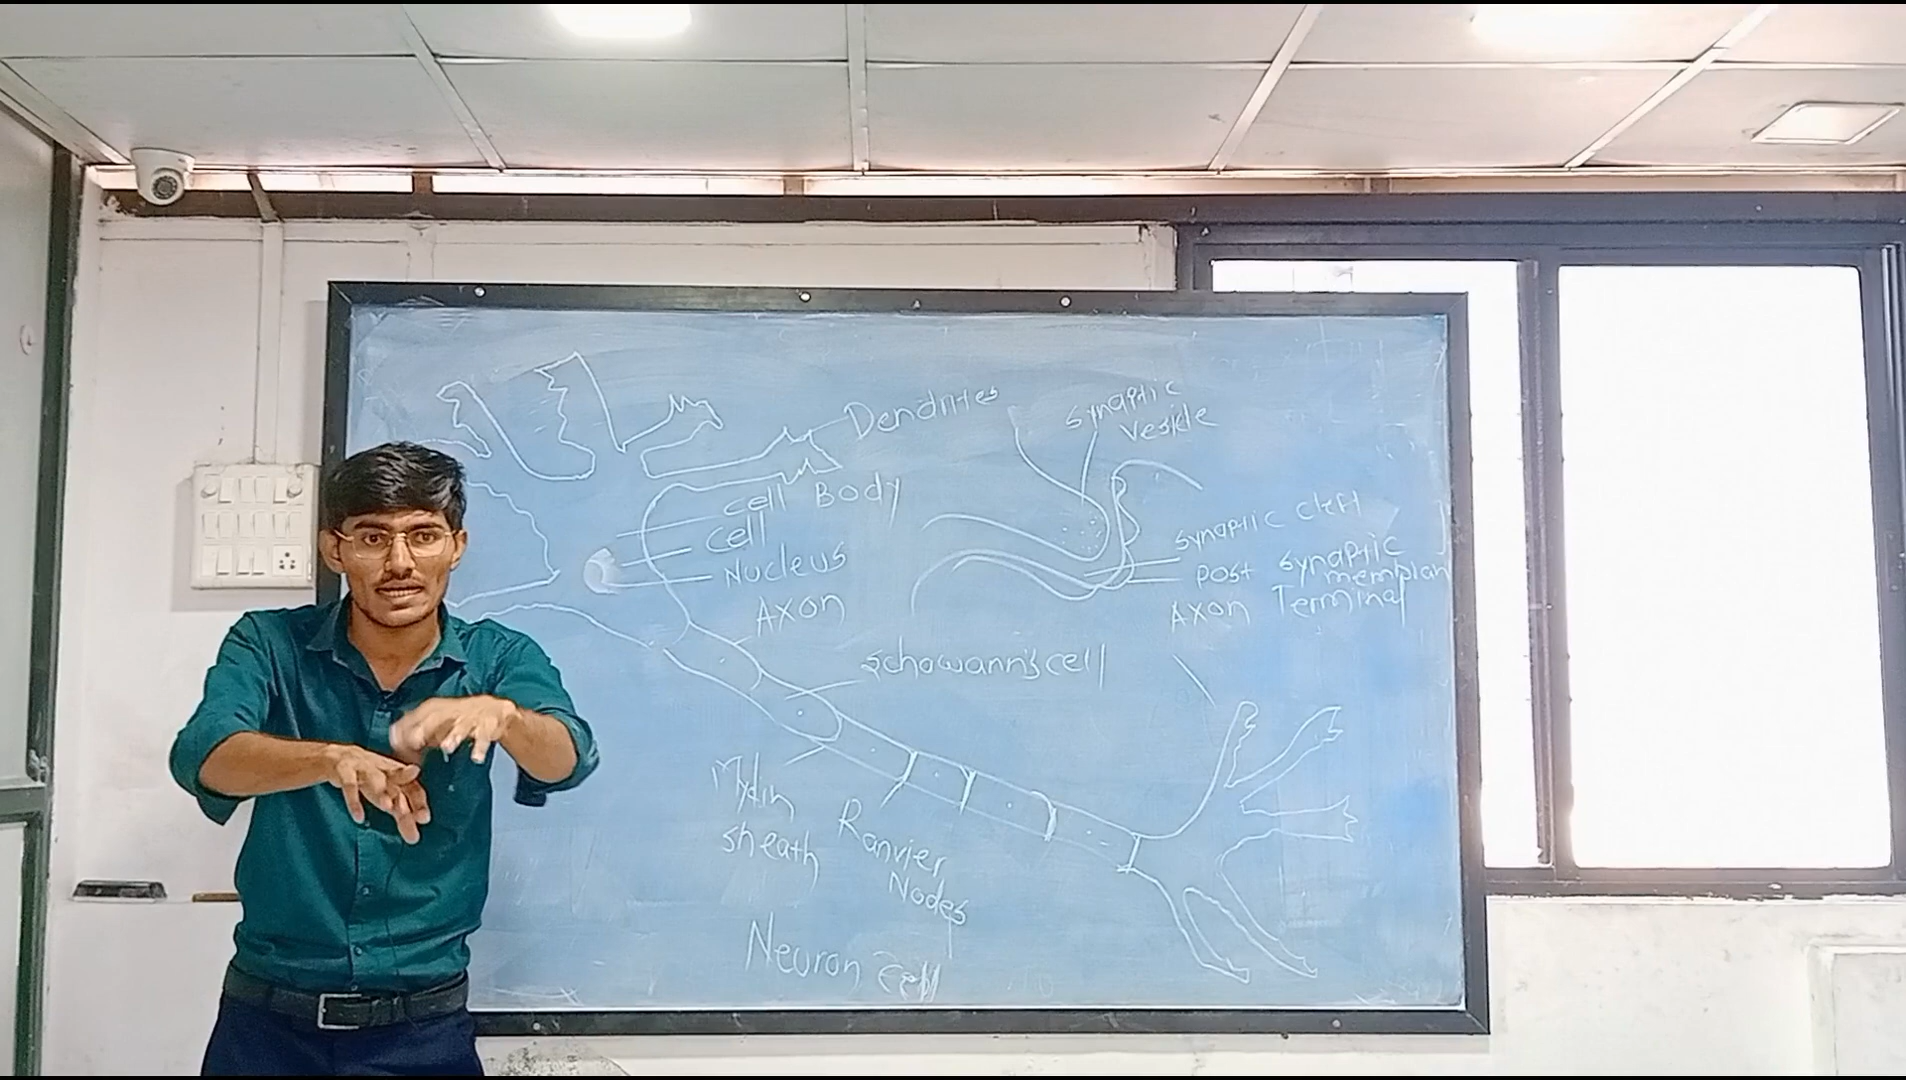 Dendrites
synaptic
vesicle
cell Body
cell
Nucleus
Axon
synaptic cleft
post synaptic
membran
Axon Terminal
schowann's cell
Mylin
sheath
Ranvier
Nodes
Neuron cell